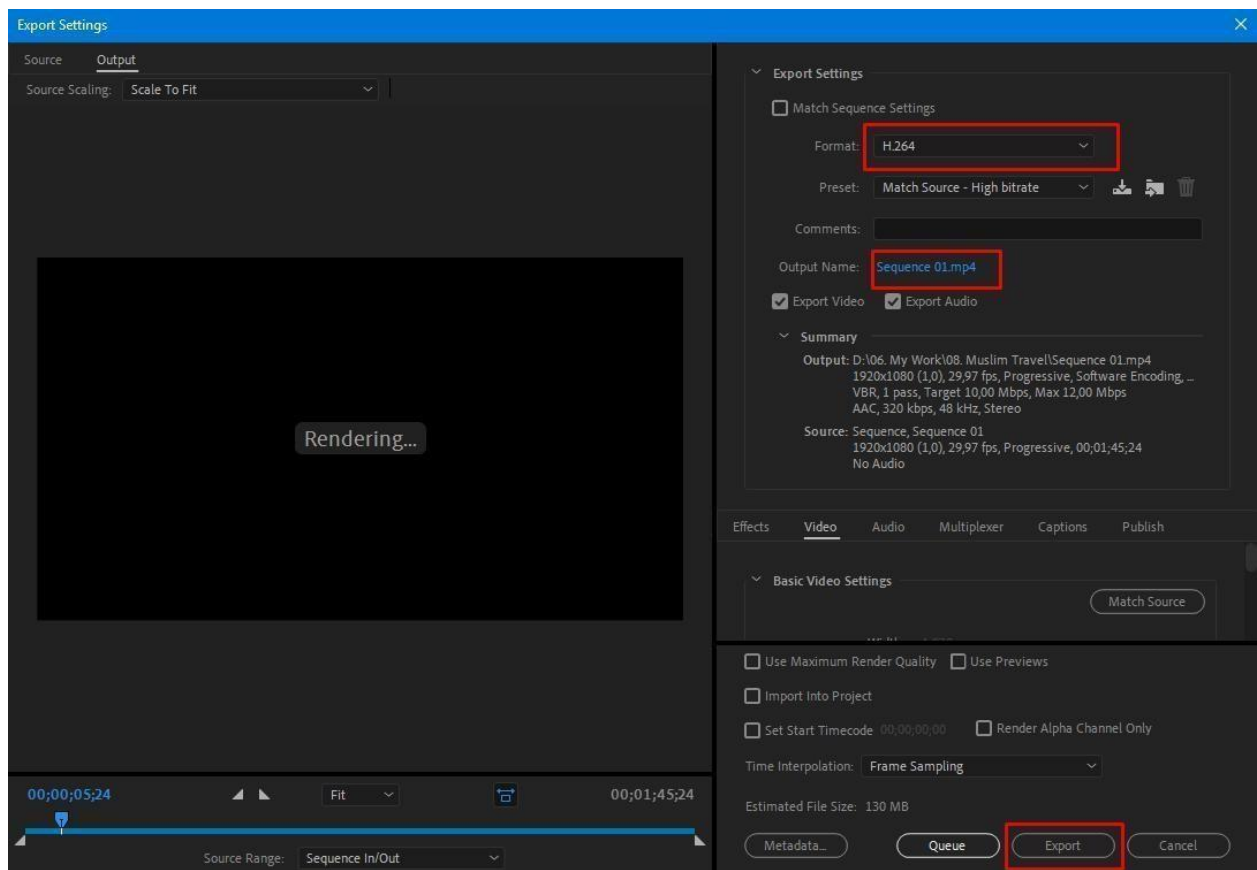 Export Settings
Source Output
Source Scaling: Scale To Fit
Rendering...
00;00;05;24 Fit 00;01;45;24
Source Range: Sequence In/Out
Export Settings
Match Sequence Settings
Format: H.264
Preset: Match Source - High bitrate
Comments:
Output Name: Sequence 01.mp4
Export Video Export Audio
Summary
Output: D:\06. My Work\08. Muslim Travel\Sequence 01.mp4
1920x1080 (1,0), 29,97 fps, Progressive, Software Encoding, ...
VBR, 1 pass, Target 10,00 Mbps, Max 12,00 Mbps
AAC, 320 kbps, 48 kHz, Stereo
Source: Sequence, Sequence 01
1920x1080 (1,0), 29,97 fps, Progressive, 00;01;45;24
No Audio
Effects Video Audio Multiplexer Captions Publish
Basic Video Settings
Match Source
Use Maximum Render Quality Use Previews
Import Into Project
Set Start Timecode 00;00;00;00 Render Alpha Channel Only
Time Interpolation: Frame Sampling
Estimated File Size: 130 MB
Metadata... Queue Export Cancel